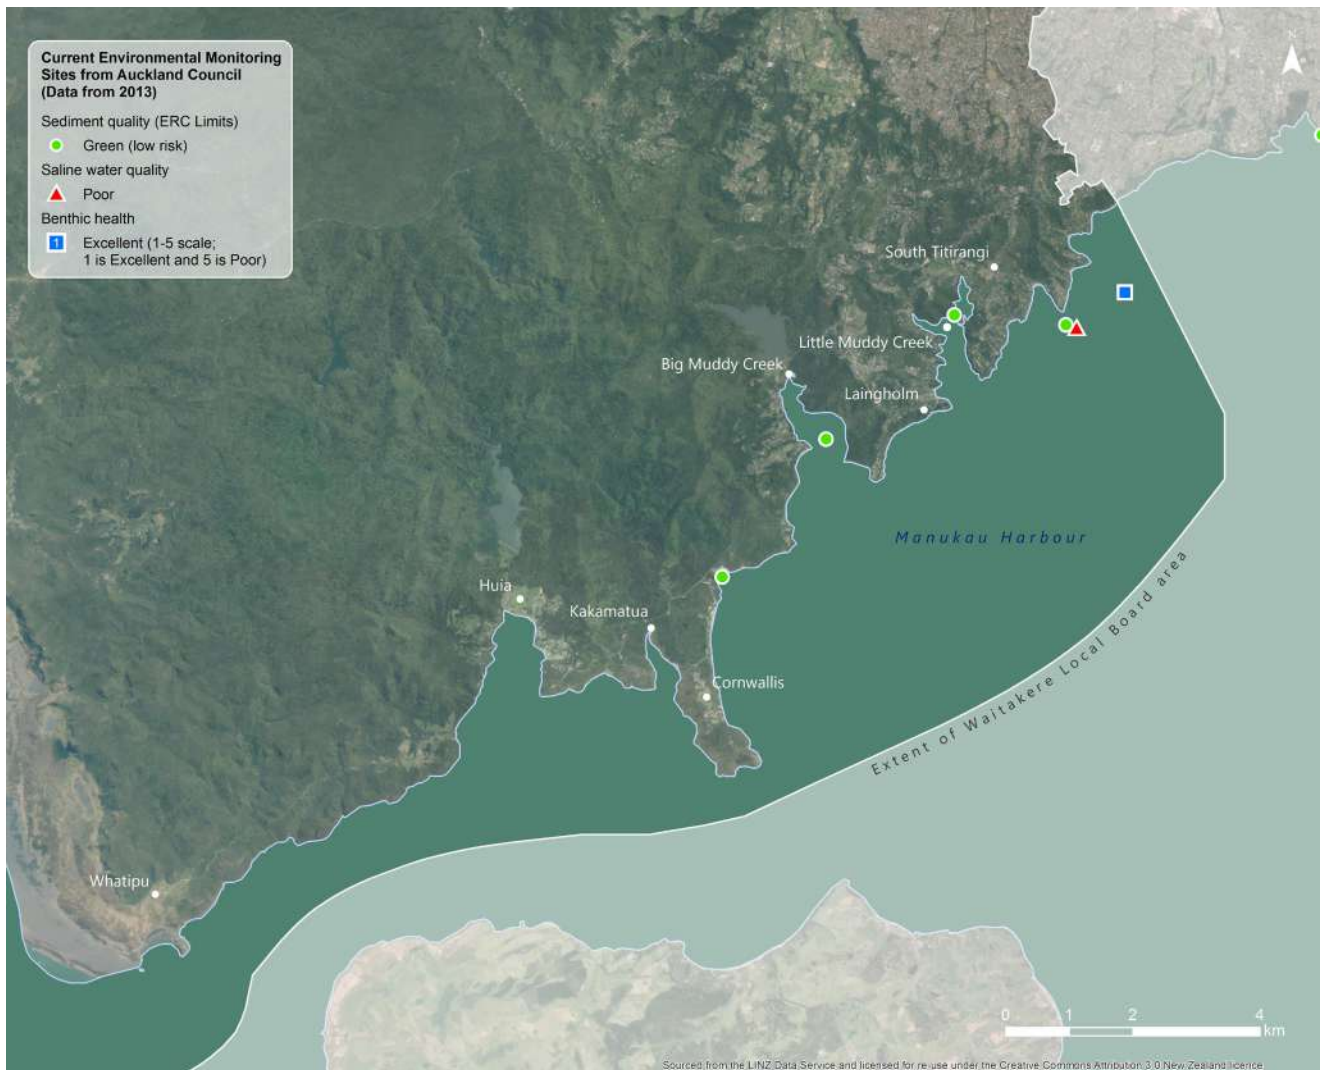 Current Environmental Monitoring
Sites from Auckland Council
(Data from 2013)
Sediment quality (ERC Limits)
Green (low risk)
Saline water quality
Poor
Benthic health
1
Excellent (1-5 scale;
1 is Excellent and 5 is Poor)
N
South Titirangi
Little Muddy Creek
Big Muddy Creek
Laingholm
Manukau Harbour
Huia
Kakamatua
Cornwallis
Extent of Waitakere Local Board area
Whatipu
0 1 2 4
km
Sourced from the LINZ Data Service and licensed for re-use under the Creative Commons Attribution 3.0 New Zealand licence